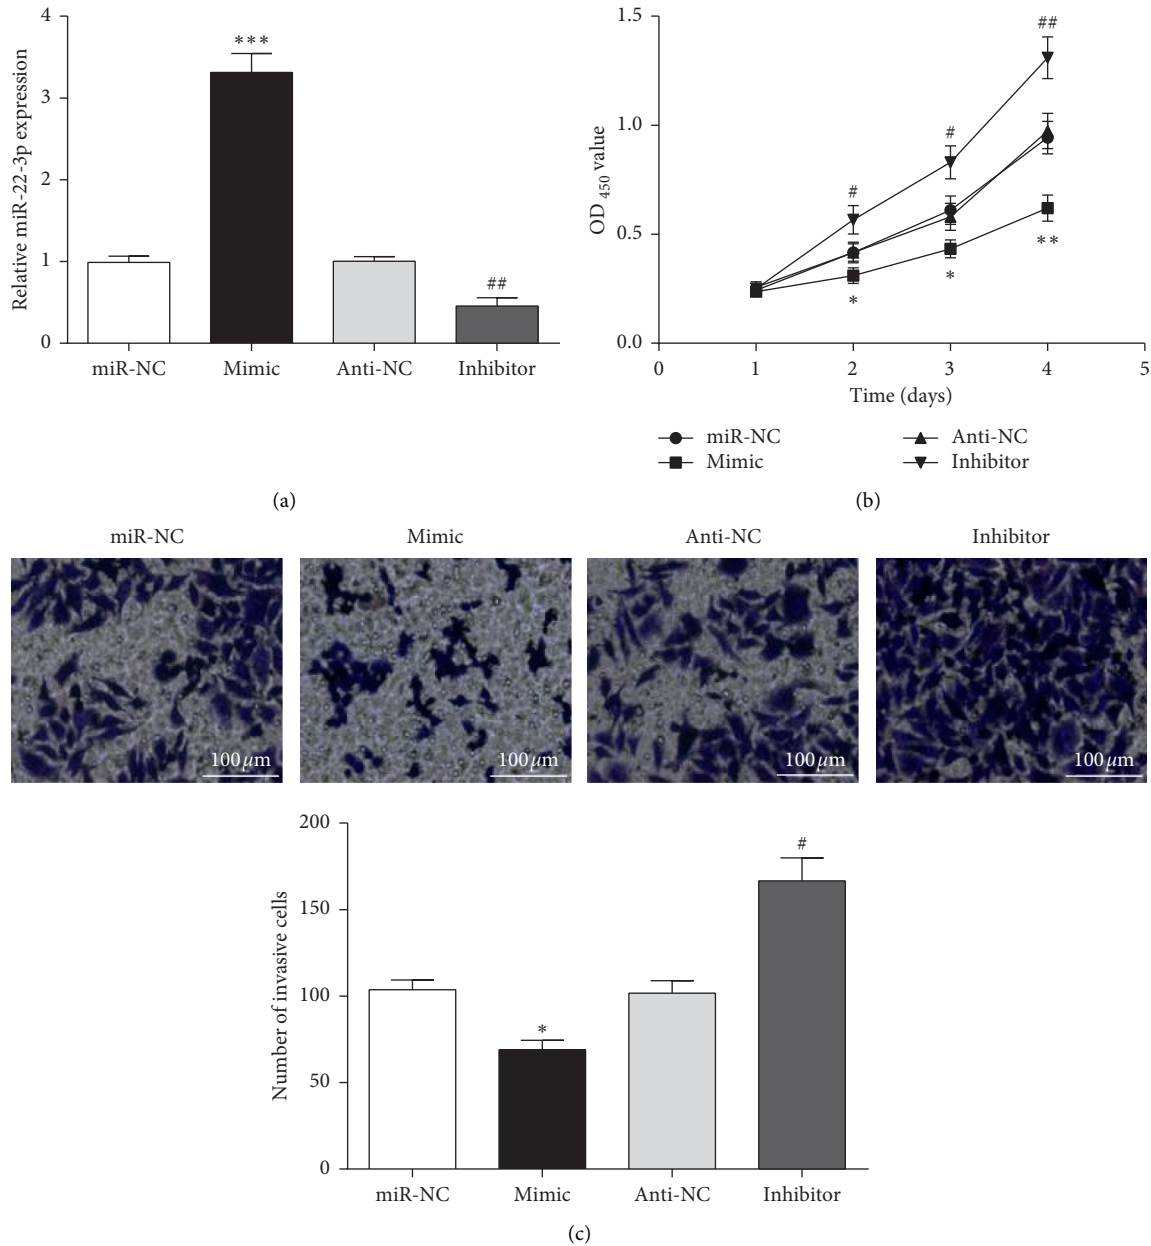 4
3
2
1
0
Relative miR-22-3p expression
***
##
miR-NC
Mimic
Anti-NC
Inhibitor
(a)
1.5
1.0
0.5
0.0
OD 450 value
#
#
##
*
*
**
0
1
2
3
4
5
Time (days)
miR-NC
Anti-NC
Mimic
Inhibitor
(b)
miR-NC
Mimic
Anti-NC
Inhibitor
100 µm
100 µm
100 µm
100 µm
200
150
100
50
0
Number of invasive cells
*
#
miR-NC
Mimic
Anti-NC
Inhibitor
(c)